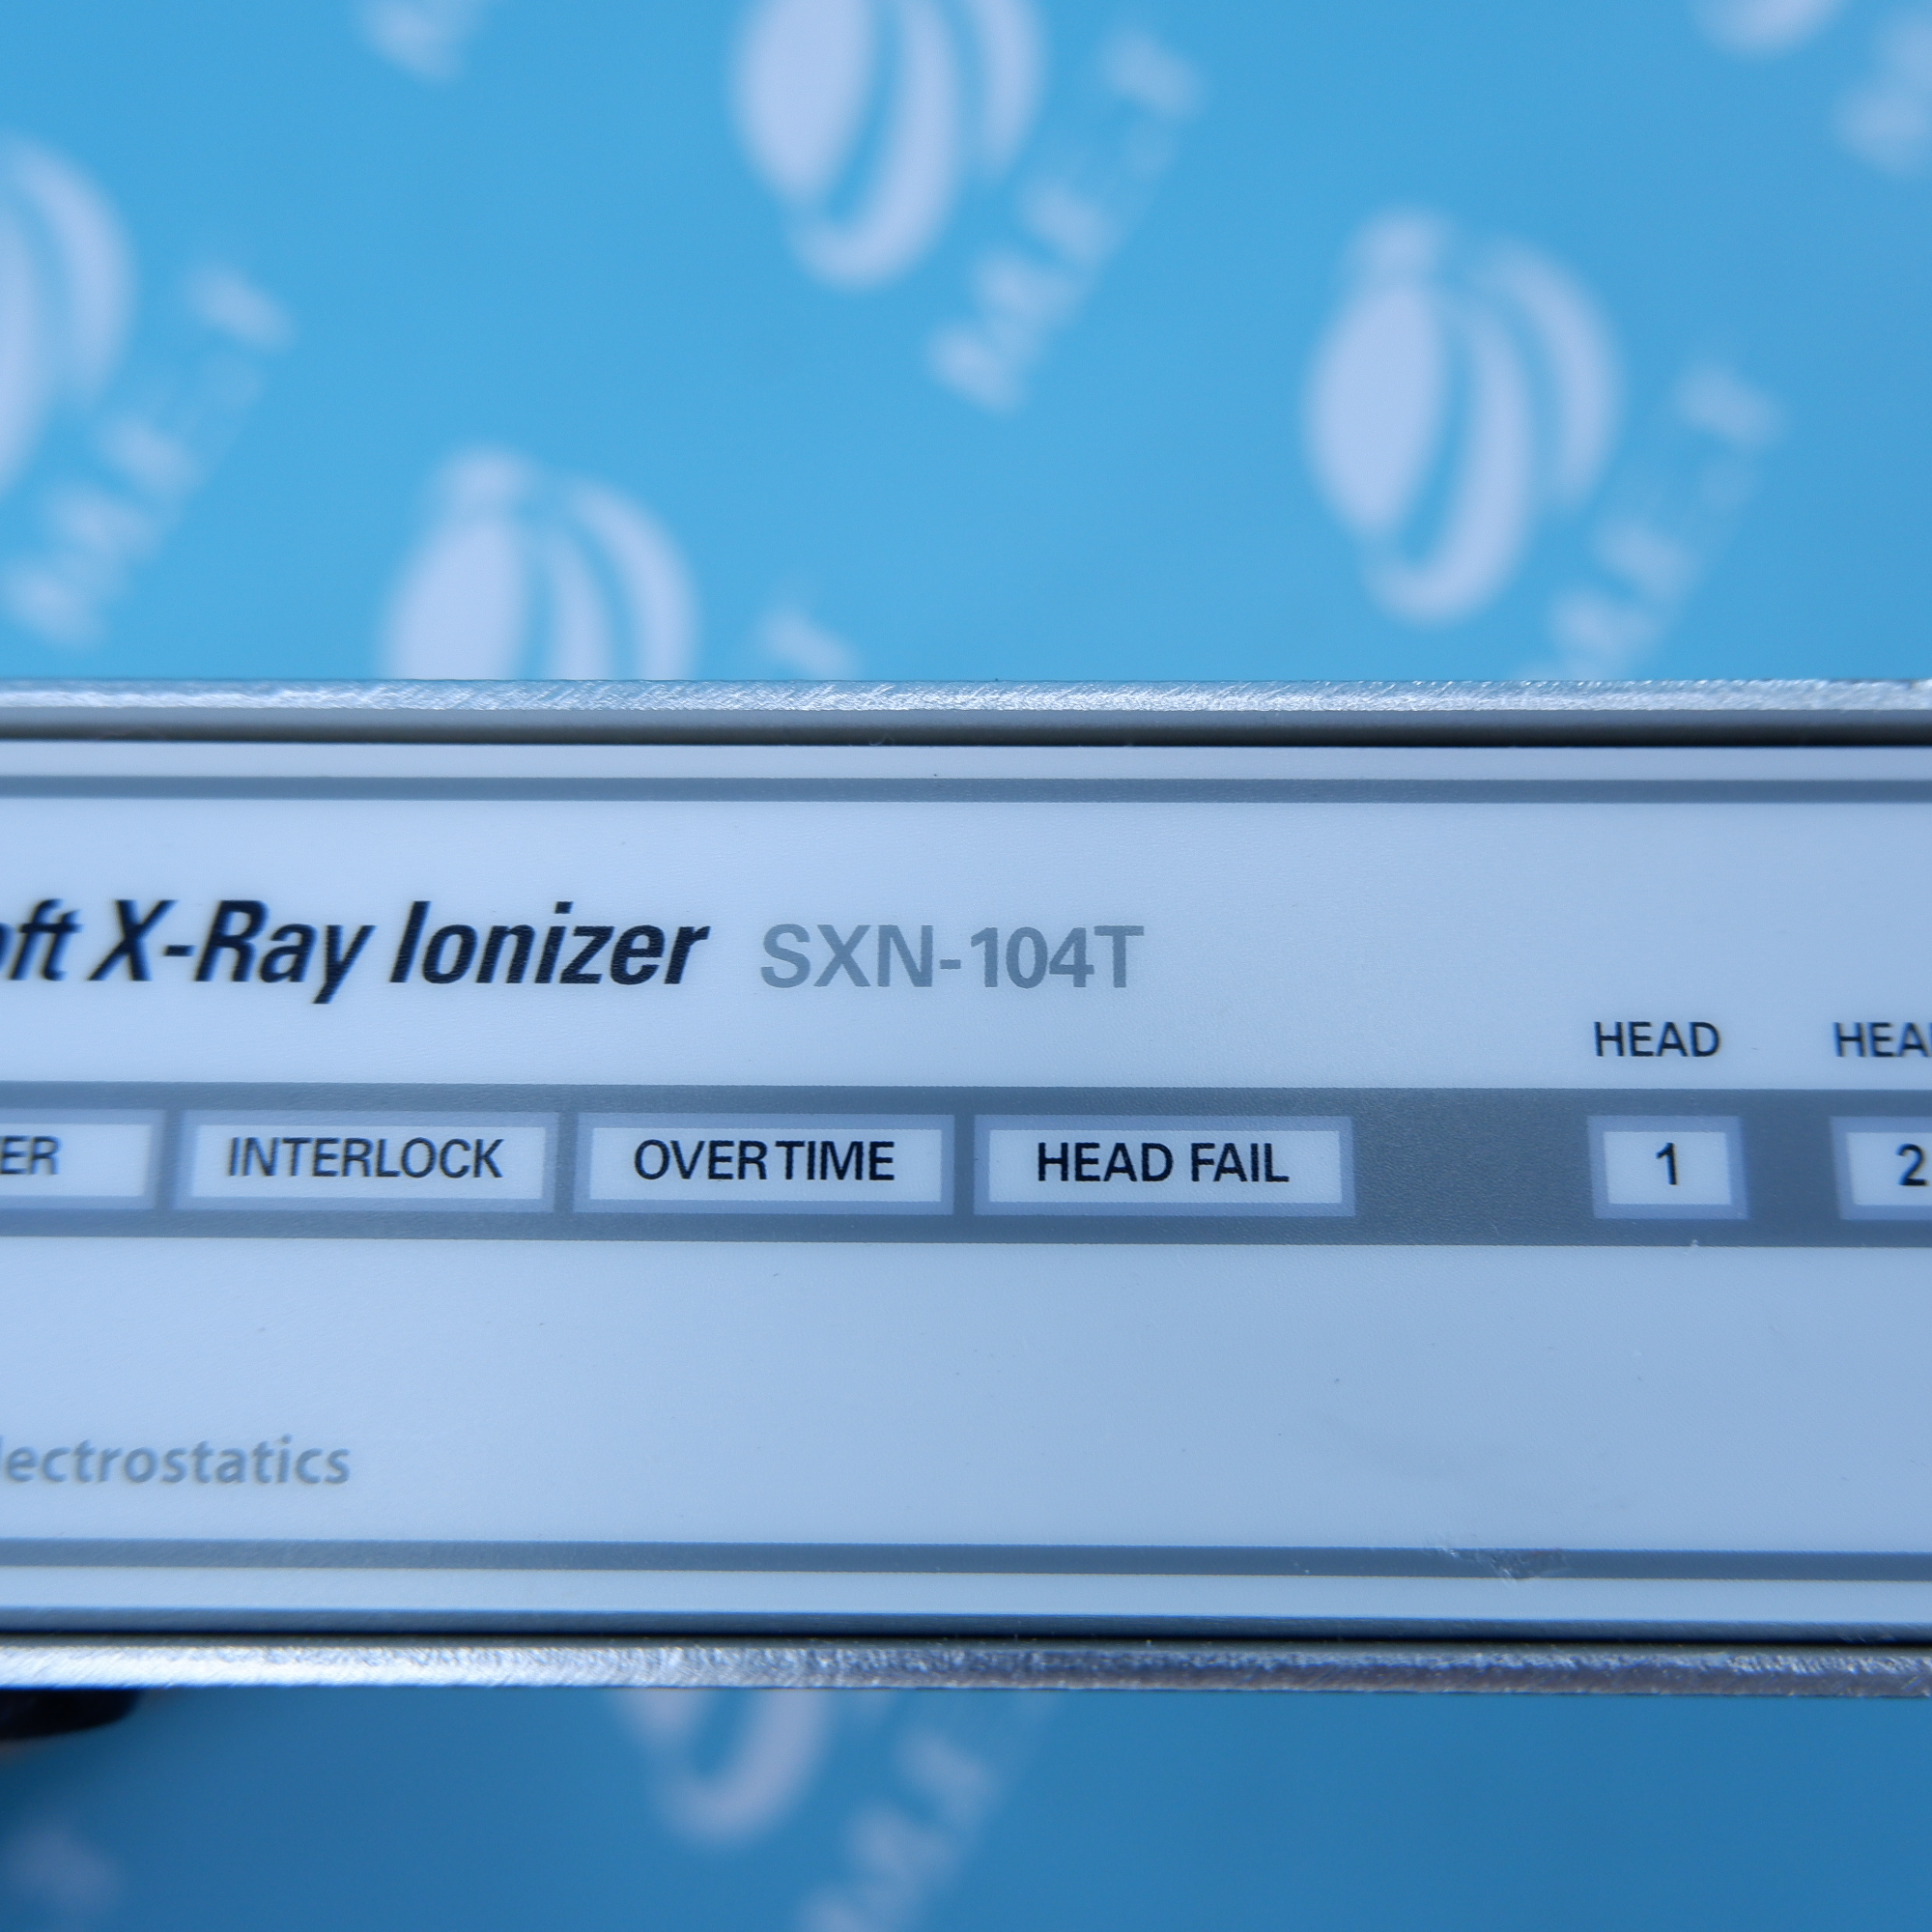 oft X-Ray Ionizer SXN-104T
HEAD HEA
ER INTERLOCK OVERTIME HEAD FAIL 1 2
lectrostatics